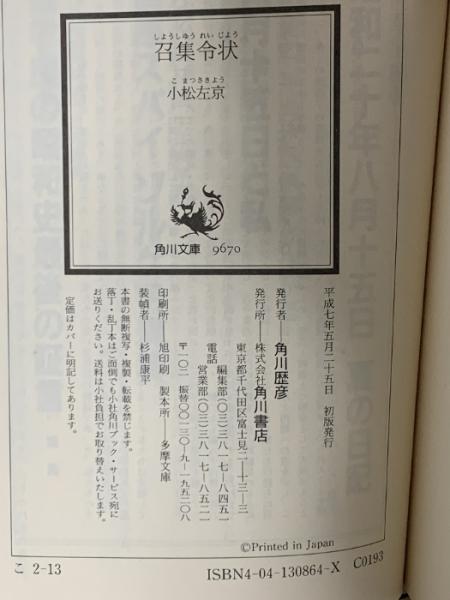 しようしゆうれいじよう
召集令状
こまつさきよう
小松左京
角川文庫 9670
平成七年五月二十五日 初版発行
発行者──角川歴彦
発行所──株式会社角川書店
東京都千代田区富士見二─十三─三
電話 編集部(〇三)三八一七─八四五一
営業部(〇三)三八一七─八五二一
〒一〇二 振替〇〇一三〇─九─一九五二〇八
印刷所──旭印刷 製本所──多摩文庫
装幀者──杉浦康平
本書の無断複写・複製・転載を禁じます。
落丁・乱丁本はご面倒でも小社角川ブック・サービス宛に
お送りください。送料は小社負担でお取り替えいたします。
定価はカバーに明記してあります。
©Printed in Japan
こ 2-13
ISBN4-04-130864-X C0193